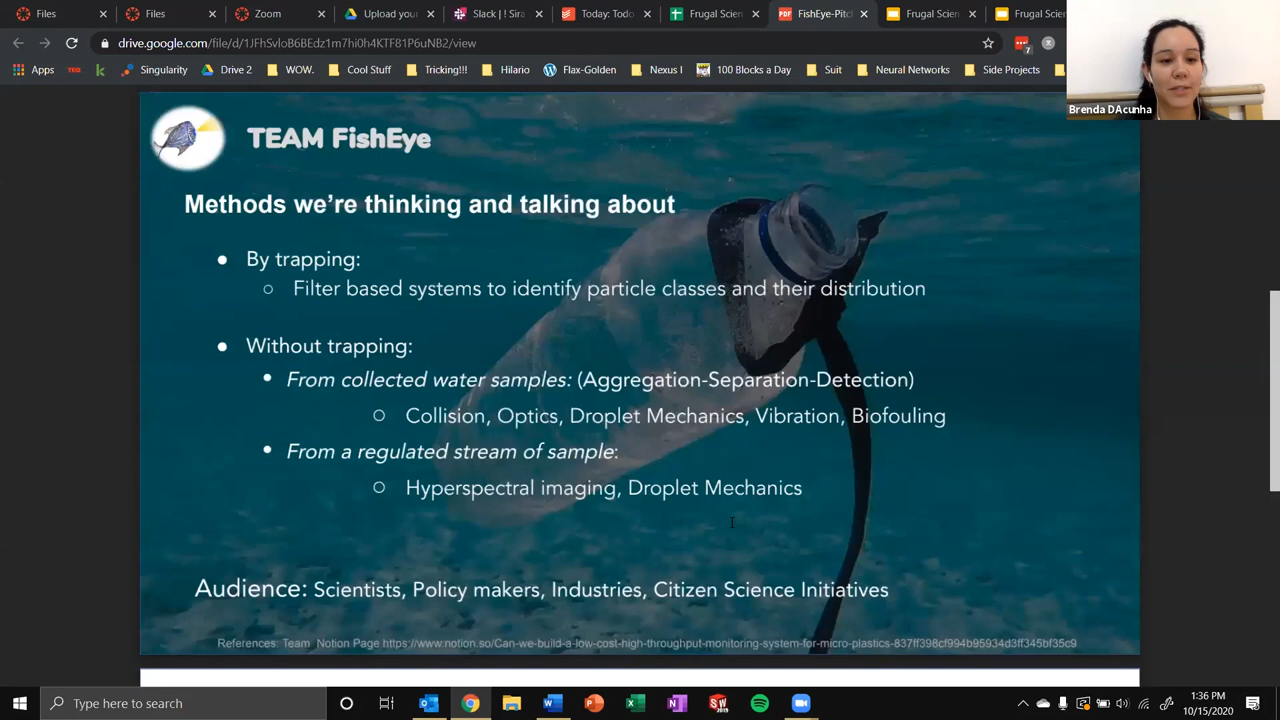 Files
Files
Zoom
Upload your
Slack | ! Sira
Today: Todo
Frugal Scien
FishEye-Pitc
Frugal Scien
Frugal Scien
drive.google.com/file/d/1JFhSvloB6BEdz1m7hi0h4KTF81P6uNB2/view
Apps
TED
k
Singularity
Drive 2
WOW.
Cool Stuff
Tricking!!!
Hilario
Flax-Golden
Nexus I
100 Blocks a Day
Suit
Neural Networks
Side Projects
Brenda DAcunha
TEAM FishEye
Methods we're thinking and talking about
By trapping:
Filter based systems to identify particle classes and their distribution
Without trapping:
From collected water samples: (Aggregation-Separation-Detection)
Collision, Optics, Droplet Mechanics, Vibration, Biofouling
From a regulated stream of sample:
Hyperspectral imaging, Droplet Mechanics
Audience: Scientists, Policy makers, Industries, Citizen Science Initiatives
References: Team Notion Page https://www.notion.so/Can-we-build-a-low-cost-high-throughput-monitoring-system-for-micro-plastics-837ff398cf994b95934d3ff345bf35c9
Type here to search
1:36 PM
10/15/2020